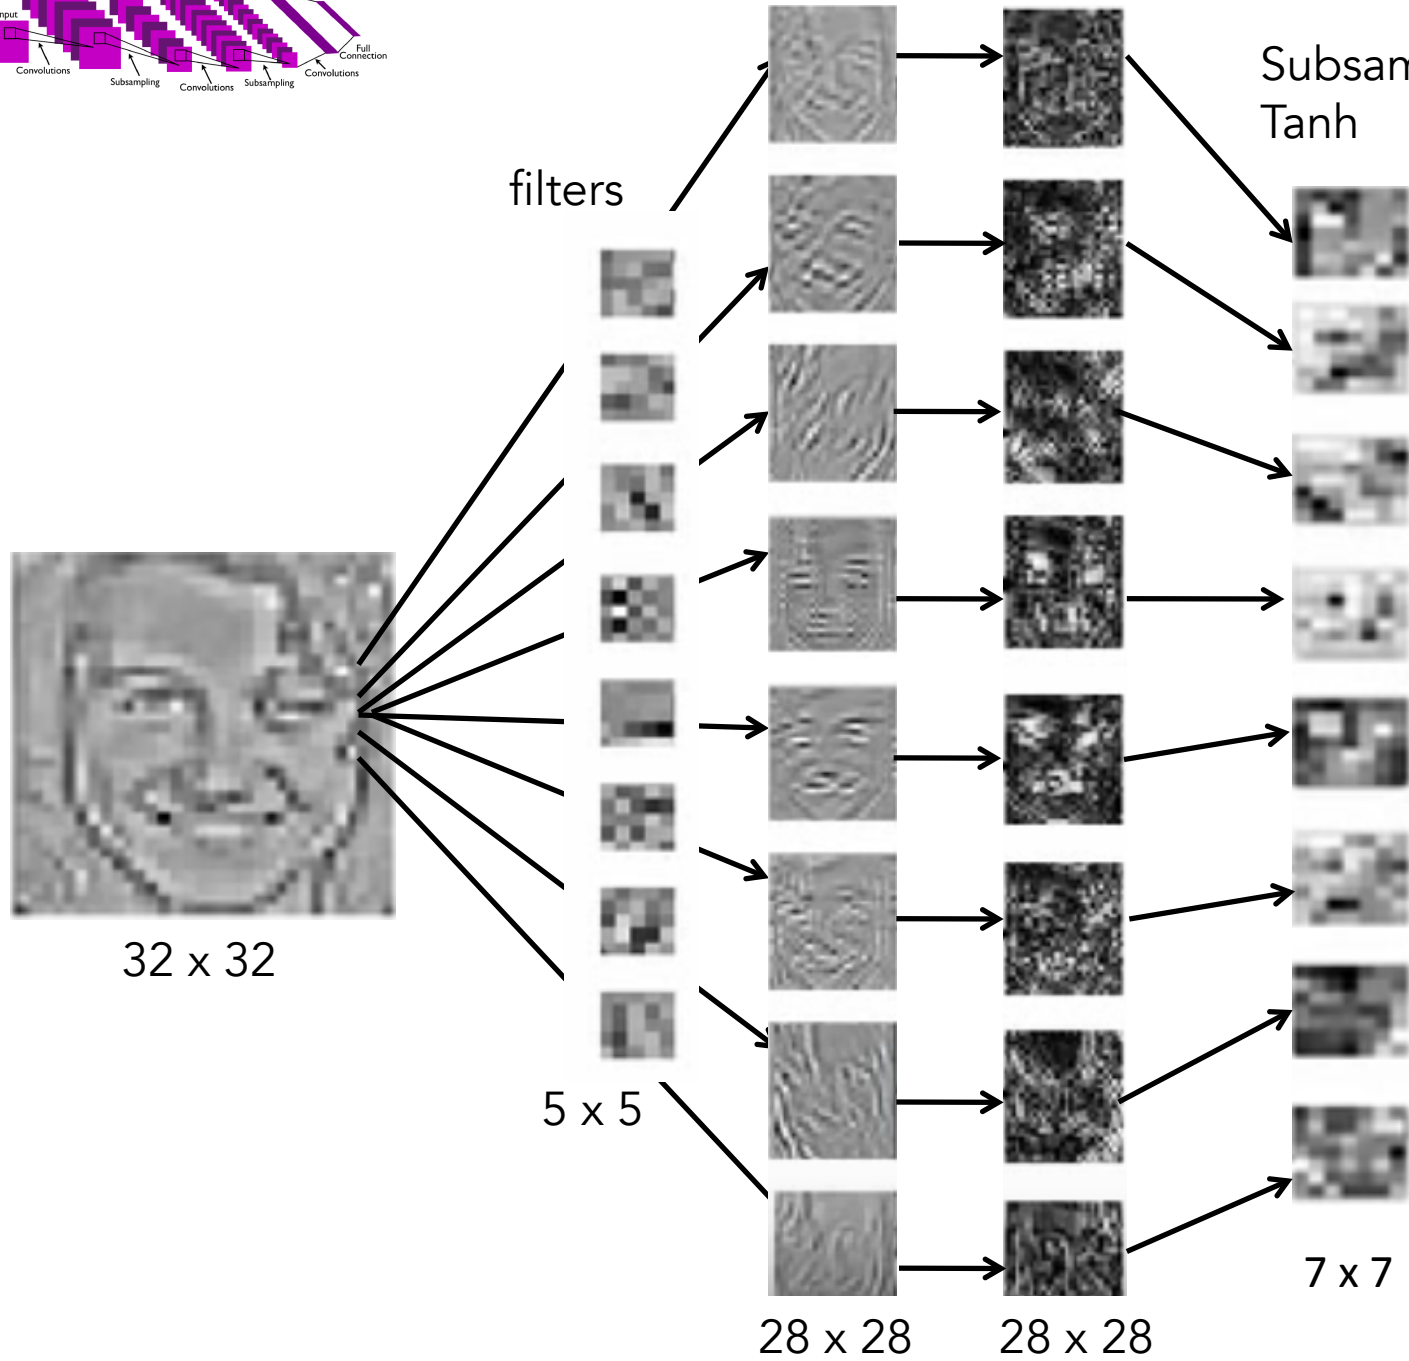 Input
Convolutions
Subsampling
Convolutions
Subsampling
Convolutions
Full
Connection
filters
Subsam
Tanh
32 x 32
5 x 5
7 x 7
28 x 28
28 x 28